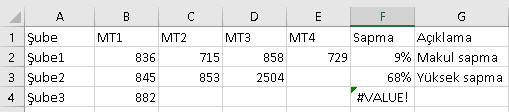 A B C D E F G
1 Şube MT1 MT2 MT3 MT4 Sapma Açıklama
2 Şube1 836 715 858 729 9% Makul sapma
3 Şube2 845 853 2504 68% Yüksek sapma
4 Şube3 882 #VALUE!